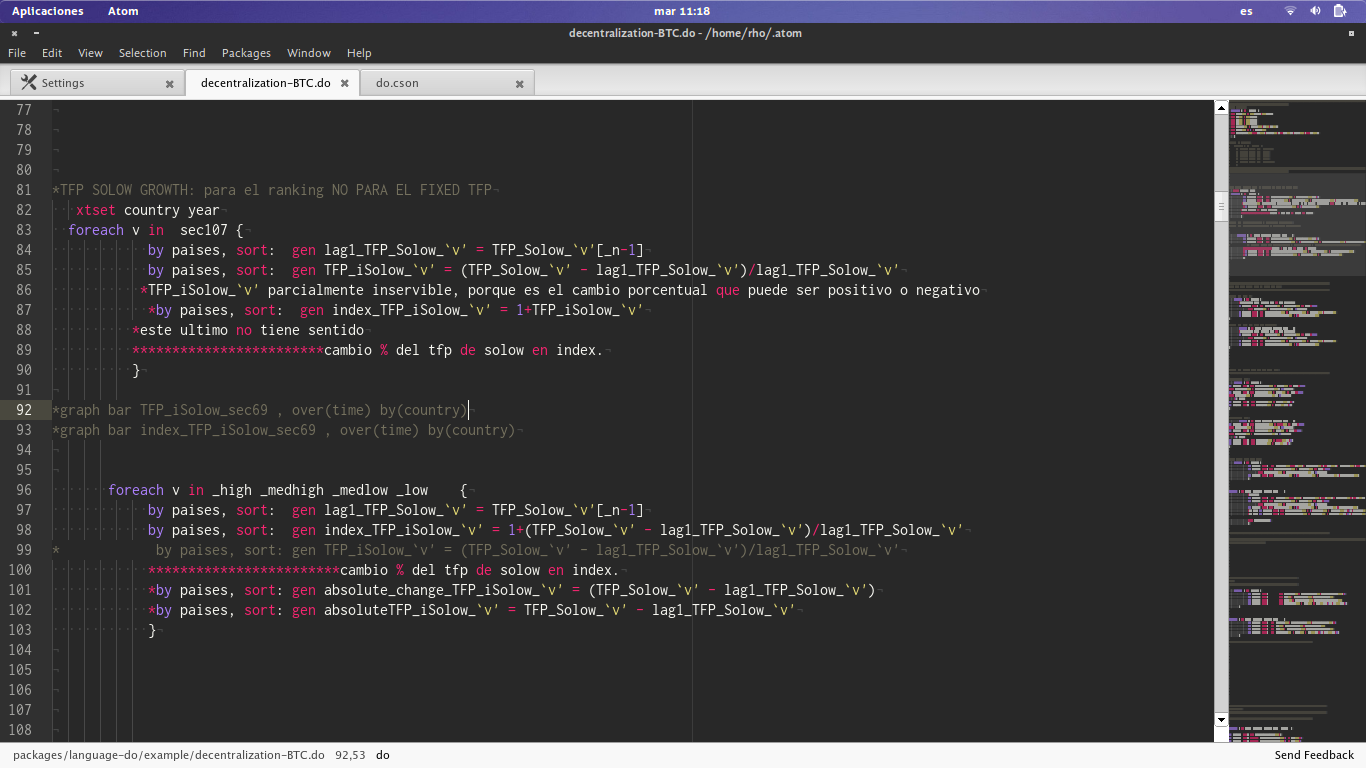 Aplicaciones Atom mar 11:18 es
decentralization-BTC.do - /home/rho/.atom
File Edit View Selection Find Packages Window Help
Settings decentralization-BTC.do do.cson
77
78
79
80
81 *TFP SOLOW GROWTH: para el ranking NO PARA EL FIXED TFP
82 xtset country year
83 foreach v in  sec107 {
84 by paises, sort:  gen lag1_TFP_Solow_`v' = TFP_Solow_`v'[_n-1]
85 by paises, sort:  gen TFP_iSolow_`v' = (TFP_Solow_`v' - lag1_TFP_Solow_`v')/lag1_TFP_Solow_`v'
86 *TFP_iSolow_`v' parcialmente inservible, porque es el cambio porcentual que puede ser positivo o negativo
87 *by paises, sort:  gen index_TFP_iSolow_`v' = 1+TFP_iSolow_`v'
88 *este ultimo no tiene sentido
89 ************************cambio % del tfp de solow en index.
90 }
91
92 *graph bar TFP_iSolow_sec69 , over(time) by(country)
93 *graph bar index_TFP_iSolow_sec69 , over(time) by(country)
94
95
96 foreach v in _high _medhigh _medlow _low    {
97 by paises, sort:  gen lag1_TFP_Solow_`v' = TFP_Solow_`v'[_n-1]
98 by paises, sort:  gen index_TFP_iSolow_`v' = 1+(TFP_Solow_`v' - lag1_TFP_Solow_`v')/lag1_TFP_Solow_`v'
99 *            by paises, sort: gen TFP_iSolow_`v' = (TFP_Solow_`v' - lag1_TFP_Solow_`v')/lag1_TFP_Solow_`v'
100 ************************cambio % del tfp de solow en index.
101 *by paises, sort: gen absolute_change_TFP_iSolow_`v' = (TFP_Solow_`v' - lag1_TFP_Solow_`v')
102 *by paises, sort: gen absoluteTFP_iSolow_`v' = TFP_Solow_`v' - lag1_TFP_Solow_`v'
103 }
104
105
106
107
108
packages/language-do/example/decentralization-BTC.do 92,53 do Send Feedback